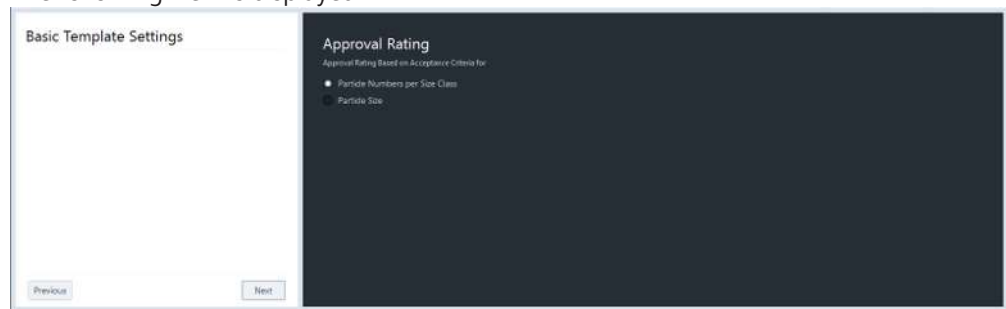 Basic Template Settings
Approval Rating
Approval Rating Based on Acceptance Criteria for
Particle Numbers per Size Class
Particle Size
Previous
Next